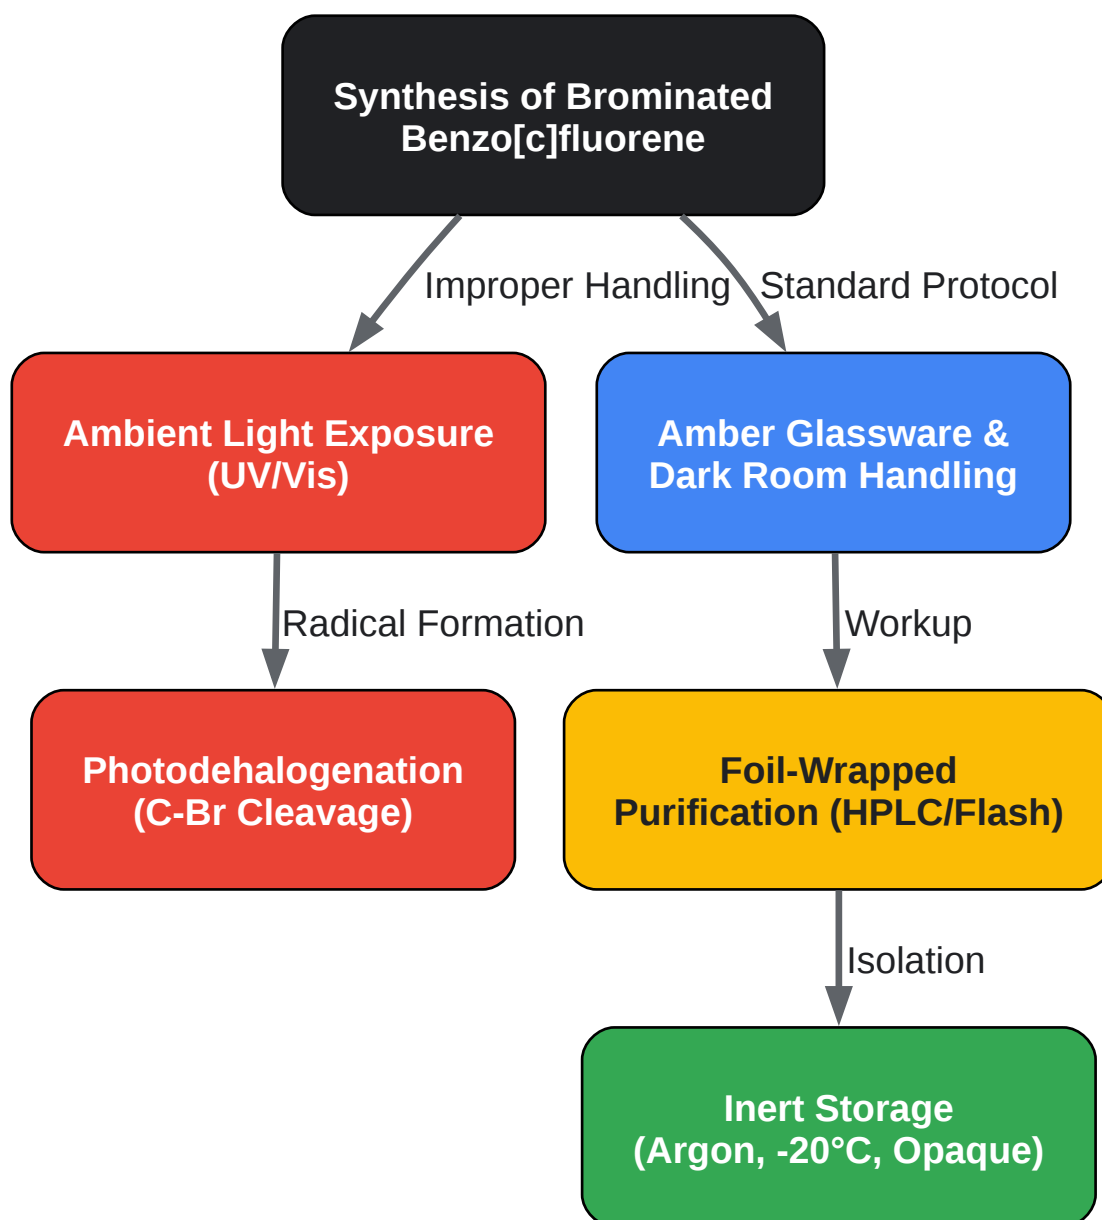 Synthesis of Brominated
Benzo[c]fluorene
Improper Handling
Standard Protocol
Ambient Light Exposure
(UV/Vis)
Amber Glassware &
Dark Room Handling
Radical Formation
Workup
Photodehalogenation
(C-Br Cleavage)
Foil-Wrapped
Purification (HPLC/Flash)
Isolation
Inert Storage
(Argon, -20°C, Opaque)